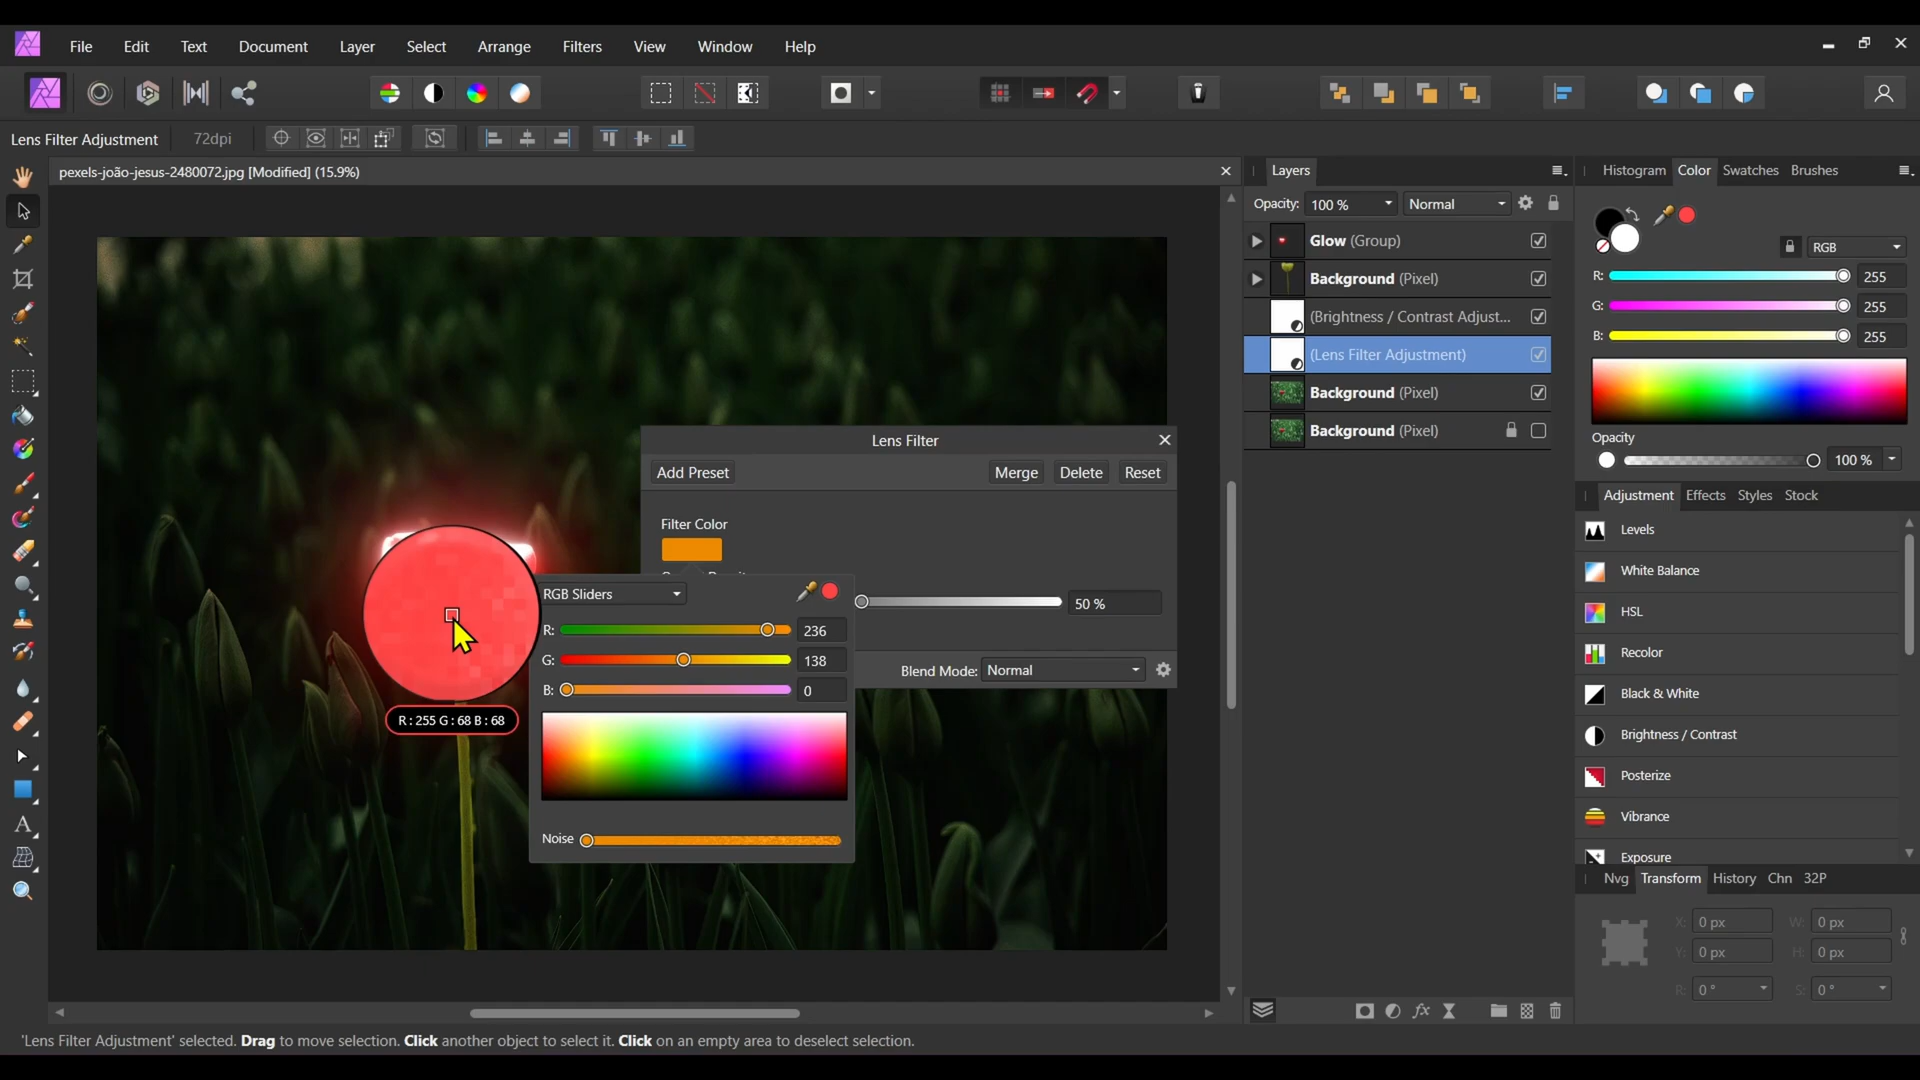 File Edit Text Document Layer Select Arrange Filters View Window Help
Lens Filter Adjustment 72dpi
pexels-joão-jesus-2480072.jpg [Modified] (15.9%)
Layers
Opacity: 100 % Normal
Glow (Group)
Background (Pixel)
(Brightness / Contrast Adjust...
(Lens Filter Adjustment)
Background (Pixel)
Background (Pixel)
Histogram Color Swatches Brushes
RGB
R: 255
G: 255
B: 255
Opacity
100 %
Lens Filter
Add Preset Merge Delete Reset
Filter Color
50 %
Blend Mode: Normal
RGB Sliders
R: 236
G: 138
B: 0
Noise
R : 255 G : 68 B : 68
Adjustment Effects Styles Stock
Levels
White Balance
HSL
Recolor
Black & White
Brightness / Contrast
Posterize
Vibrance
Exposure
Nvg Transform History Chn 32P
X: 0 px W: 0 px
Y: 0 px H: 0 px
R: 0 ° S: 0 °
'Lens Filter Adjustment' selected. Drag to move selection. Click another object to select it. Click on an empty area to deselect selection.